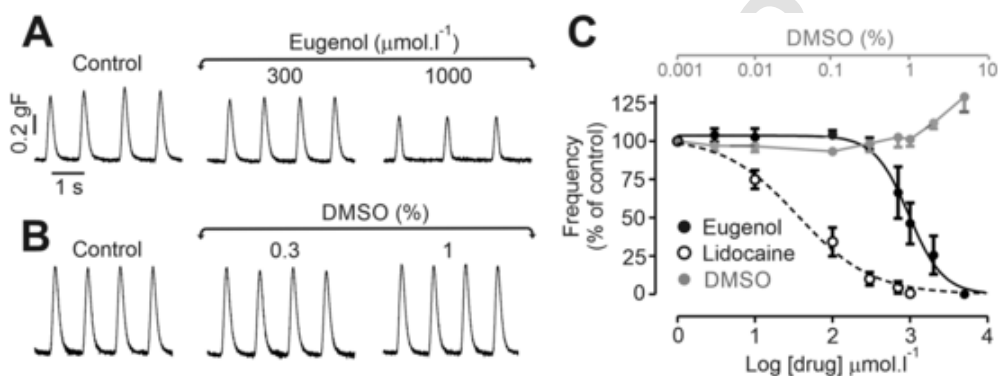 A
Eugenol (μmol.l⁻¹)
Control
300
1000
0.2 gF
1 s
B
DMSO (%)
Control
0.3
1
C
DMSO (%)
0.001 0.01 0.1 1 10
Frequency
(% of control)
125
100
75
50
25
0
Eugenol
Lidocaine
DMSO
0 1 2 3 4
Log [drug] μmol.l⁻¹